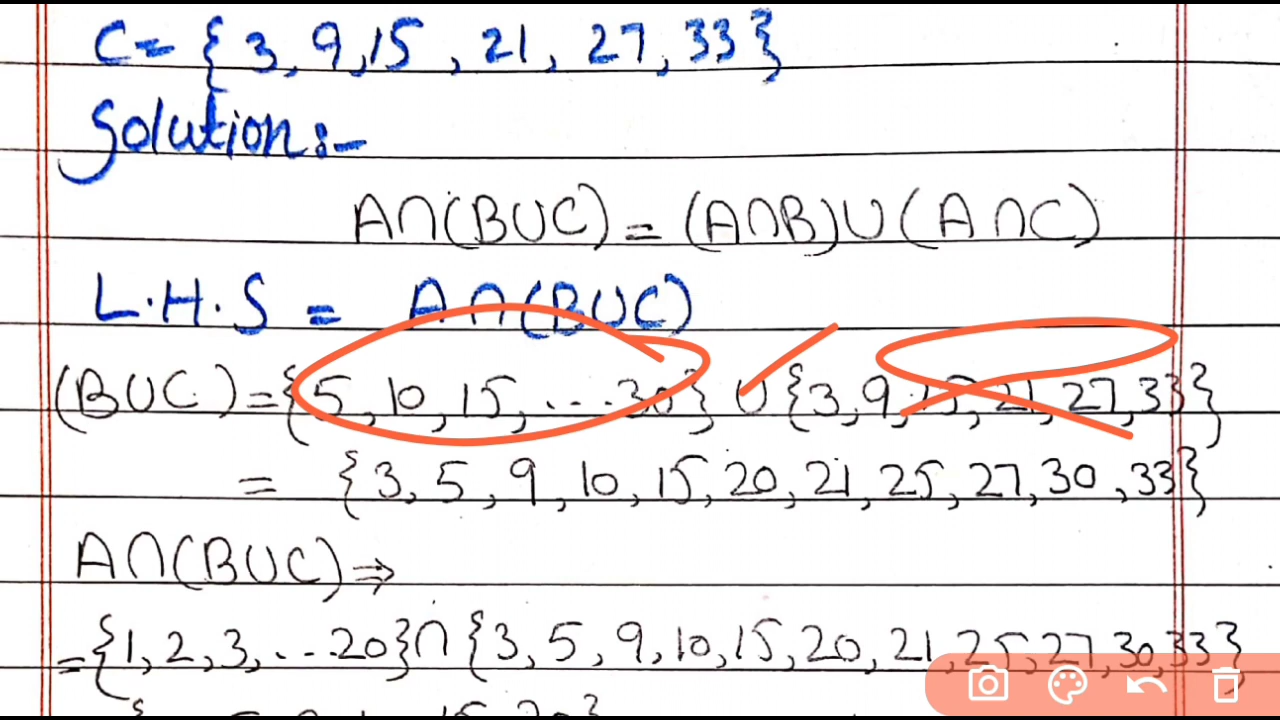 C = { 3, 9, 15, 21, 27, 33}
Solution:-
A∩(B∪C) = (A∩B)∪(A∩C)
L.H.S = A∩(B∪C)
(B∪C) = {5, 10, 15, ...30} ∪ {3, 9, 15, 21, 27, 33}
= {3, 5, 9, 10, 15, 20, 21, 25, 27, 30, 33}
A∩(B∪C) ⇒
= {1, 2, 3, ...20} ∩ {3, 5, 9, 10, 15, 20, 21, 25, 27, 30, 33}